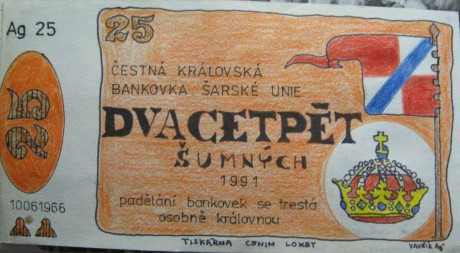 Ag 25
25
ČESTNÁ KRÁLOVSKÁ
BANKOVKA ŠARSKÉ UNIE
DVACETPĚT
ŠUMNÝCH
1991
padělání bankovek se trestá
osobně královnou
25
10061966
TISKÁRNA CENIN LOKET